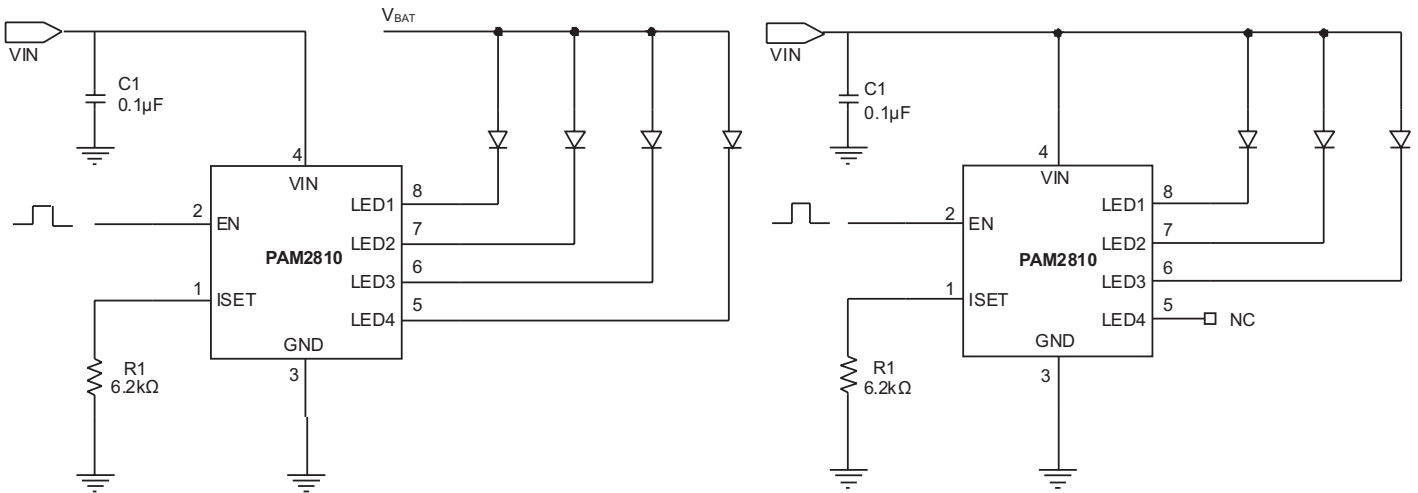 VIN
C1
0.1µF
V_BAT
4
VIN
2
EN
1
ISET
PAM2810
LED1
8
LED2
7
LED3
6
LED4
5
GND
3
R1
6.2kΩ
VIN
C1
0.1µF
4
VIN
2
EN
1
ISET
PAM2810
LED1
8
LED2
7
LED3
6
LED4
5
NC
GND
3
R1
6.2kΩ